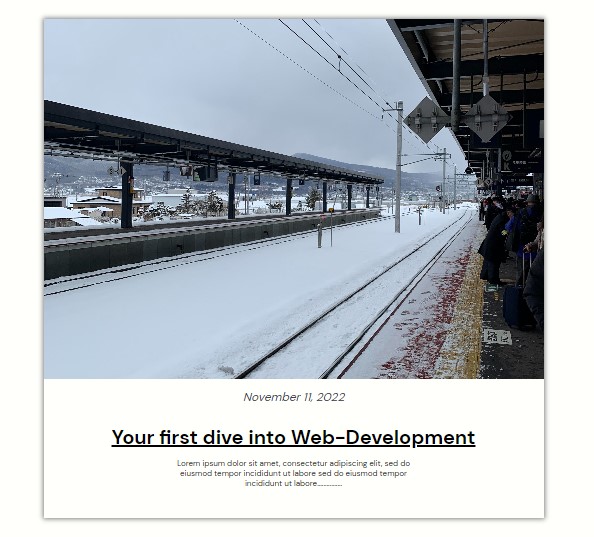 November 11, 2022
Your first dive into Web-Development
Lorem ipsum dolor sit amet, consectetur adipiscing elit, sed do
eiusmod tempor incididunt ut labore sed do eiusmod tempor
incididunt ut labore..............